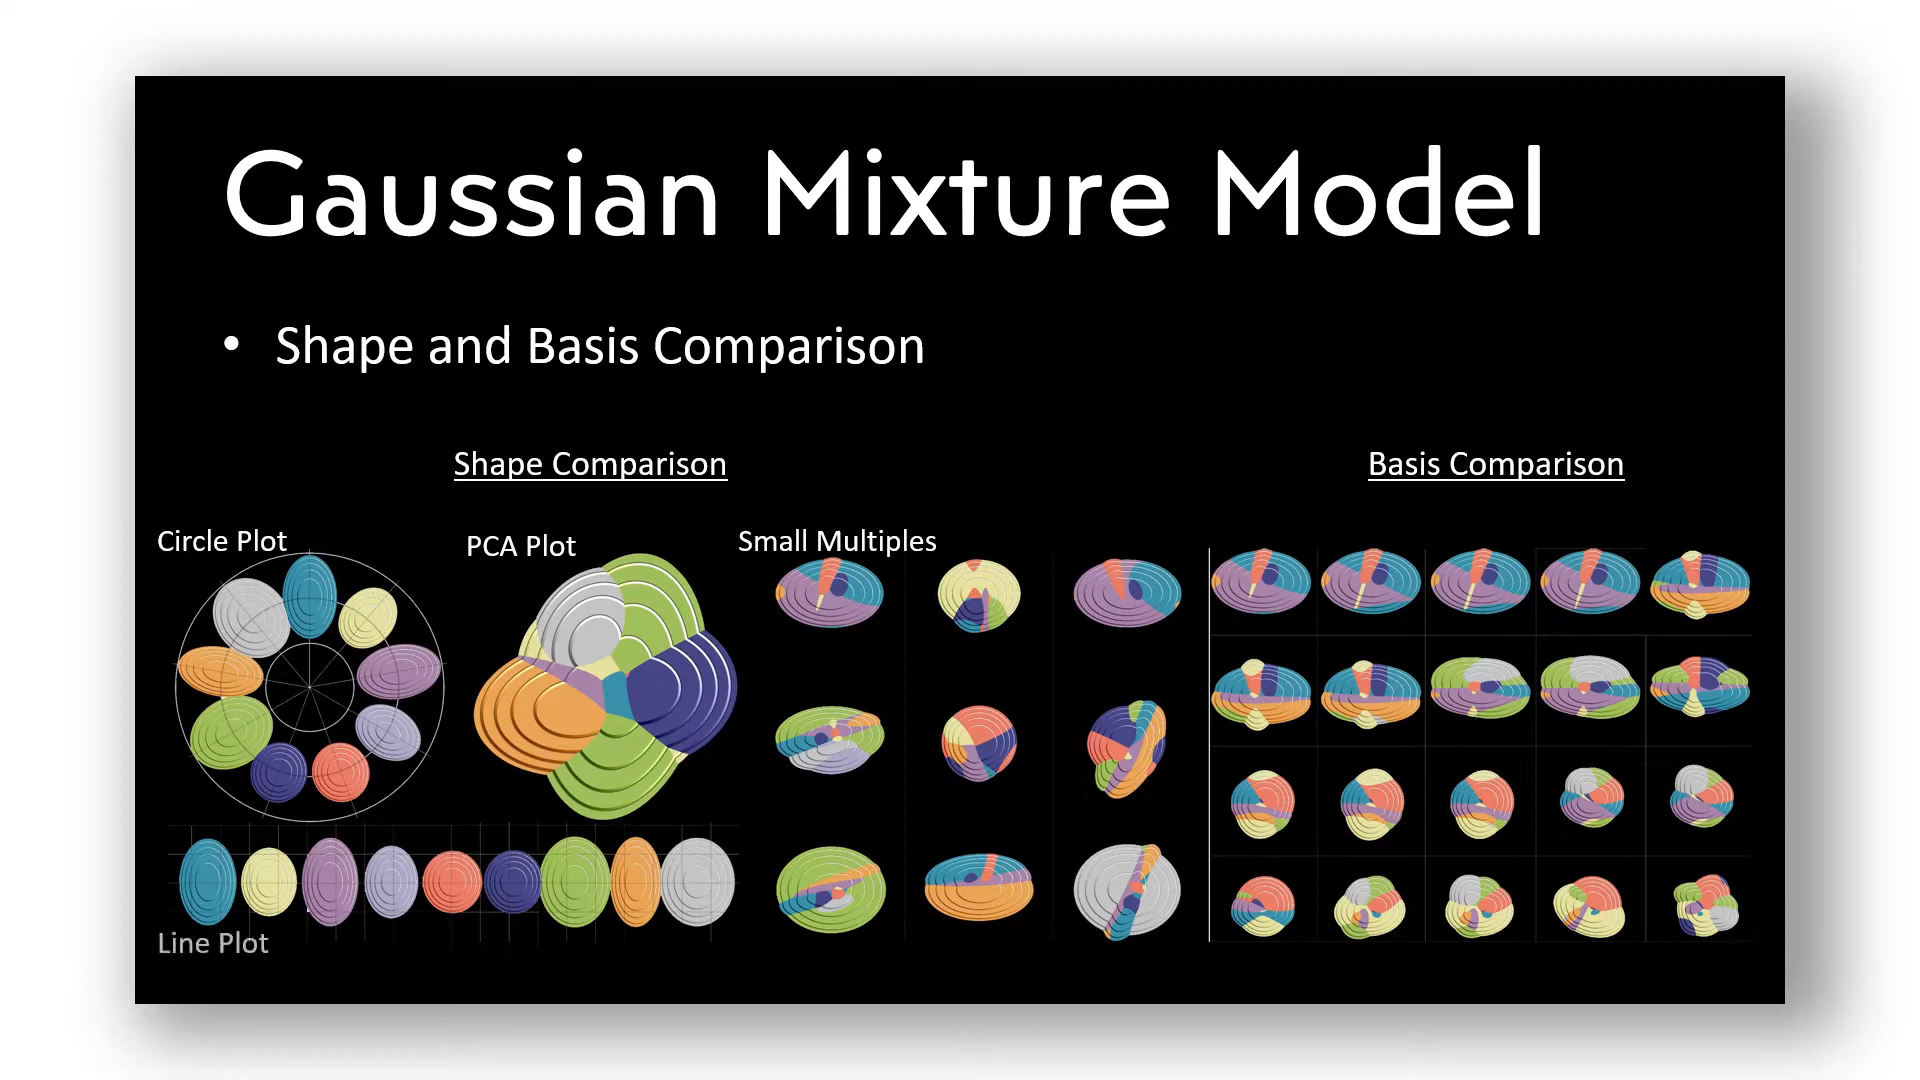 Gaussian Mixture Model
• Shape and Basis Comparison
Shape Comparison
Basis Comparison
Circle Plot
PCA Plot
Small Multiples
Line Plot